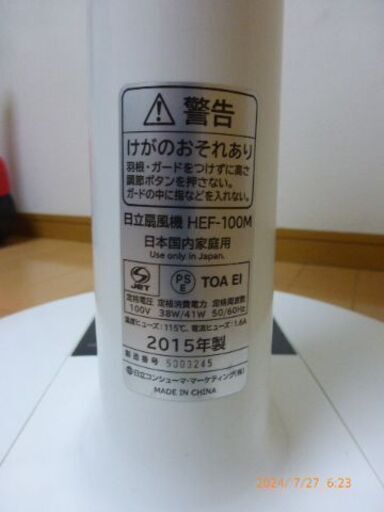 警告
けがのおそれあり
羽根・ガードをつけずに高さ
調節ボタンを押さない。
ガードの中に指などを入れない。
日立扇風機 HEF-100M
日本国内家庭用
Use only in Japan.
JET PS E TOA EI
定格電圧 定格消費電力 定格周波数
100V 38W/41W 50/60Hz
温度ヒューズ:115℃、電流ヒューズ:1.6A
2015年製
製造番号 5003245
日立コンシューマ・マーケティング(株)
MADE IN CHINA
2024/7/27 6:23